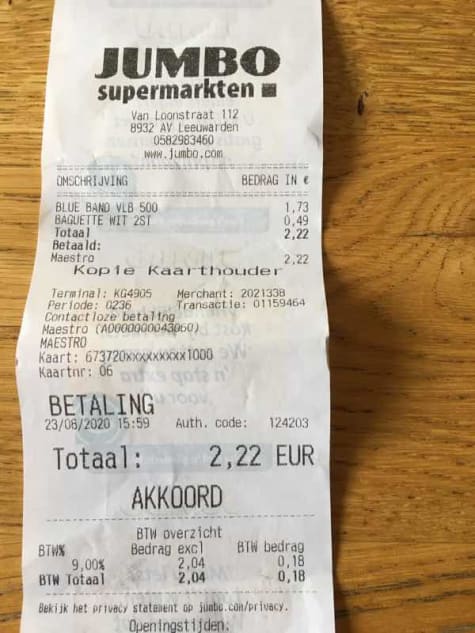 JUMBO
supermarkten
Van Loonstraat 112
8932 AV Leeuwarden
0582983460
www.jumbo.com
OMSCHRIJVING BEDRAG IN €
BLUE BAND VLB 500 1,73
BAGUETTE WIT 2ST 0,49
Totaal 2,22
Betaald:
Maestro 2,22
Kopie Kaarthouder
Terminal: KG4905 Merchant: 2021338
Periode: 0236 Transactie: 01159464
Contactloze betaling
Maestro (A0000000043060)
MAESTRO
Kaart: 673720xxxxxxxxx1000
Kaartnr: 06
BETALING
23/08/2020 15:59 Auth. code: 124203
Totaal: 2,22 EUR
AKKOORD
BTW overzicht
BTW% Bedrag excl BTW bedrag
9,00% 2,04 0,18
BTW Totaal 2,04 0,18
Bekijk het privacy statement op jumbo.com/privacy.
Openingstijden: